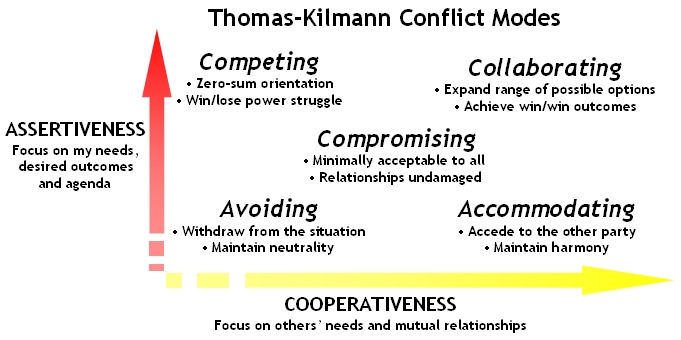 Thomas-Kilmann Conflict Modes
Competing
• Zero-sum orientation
• Win/lose power struggle
Collaborating
• Expand range of possible options
• Achieve win/win outcomes
ASSERTIVENESS
Focus on my needs,
desired outcomes
and agenda
Compromising
• Minimally acceptable to all
• Relationships undamaged
Avoiding
• Withdraw from the situation
• Maintain neutrality
Accommodating
• Accede to the other party
• Maintain harmony
COOPERATIVENESS
Focus on others’ needs and mutual relationships